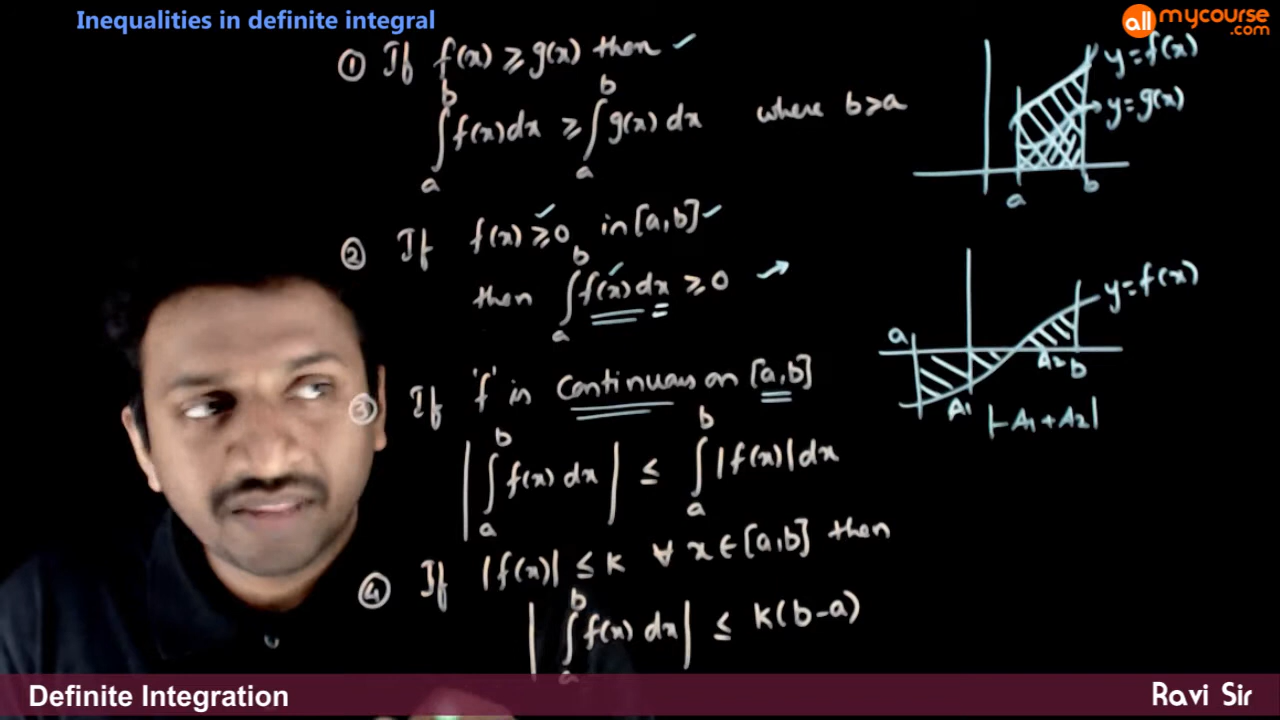 Inequalities in definite integral
all mycourse .com
① If f(x) ≥ g(x) then ✓
∫ₐᵇ f(x) dx ≥ ∫ₐᵇ g(x) dx where b>a
y=f(x)
y=g(x)
a b
② If f(x) ≥ 0 in [a,b] ✓
then ∫ₐᵇ f(x) dx ≥ 0 →
y=f(x)
a
A₂ b
A₁
|-A₁+A₂|
③ If 'f' is continuous on [a,b]
|∫ₐᵇ f(x) dx| ≤ ∫ₐᵇ |f(x)| dx
④ If |f(x)| ≤ k ∀ x ∈ [a,b] then
|∫ₐᵇ f(x) dx| ≤ k(b-a)
Definite Integration
Ravi Sir